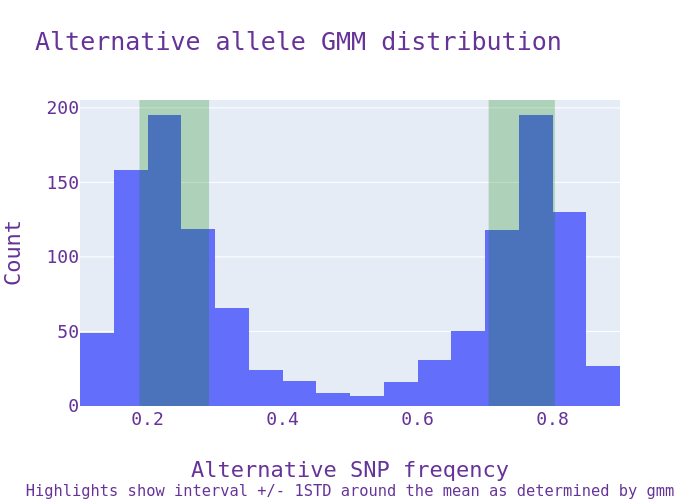 Alternative allele GMM distribution
200
150
100
50
0
Count
0.2 0.4 0.6 0.8
Alternative SNP freqency
Highlights show interval +/- 1STD around the mean as determined by gmm